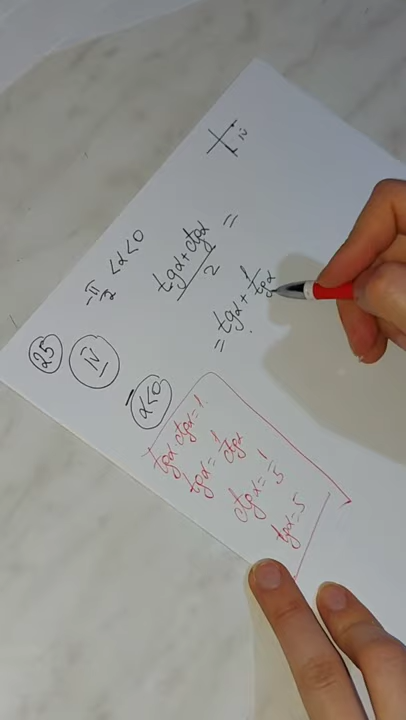 25
-π/2 < α < 0
IV
IV
α<0
(tgα+ctgα)/2 =
= tgα + 1/tgα
tgα ctgα = 1
tgα = 1/ctgα
ctgα = 1/5
tgα = 5